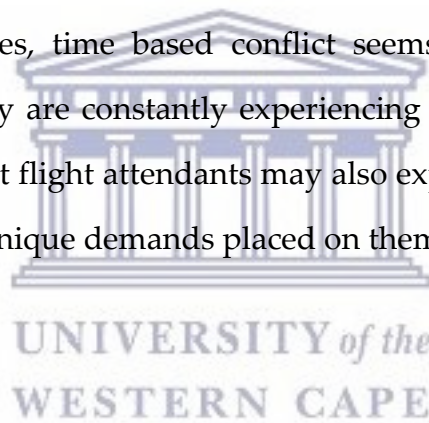 es, time based conflict seems
y are constantly experiencing
t flight attendants may also exp
nique demands placed on them
UNIVERSITY of the
WESTERN CAPE